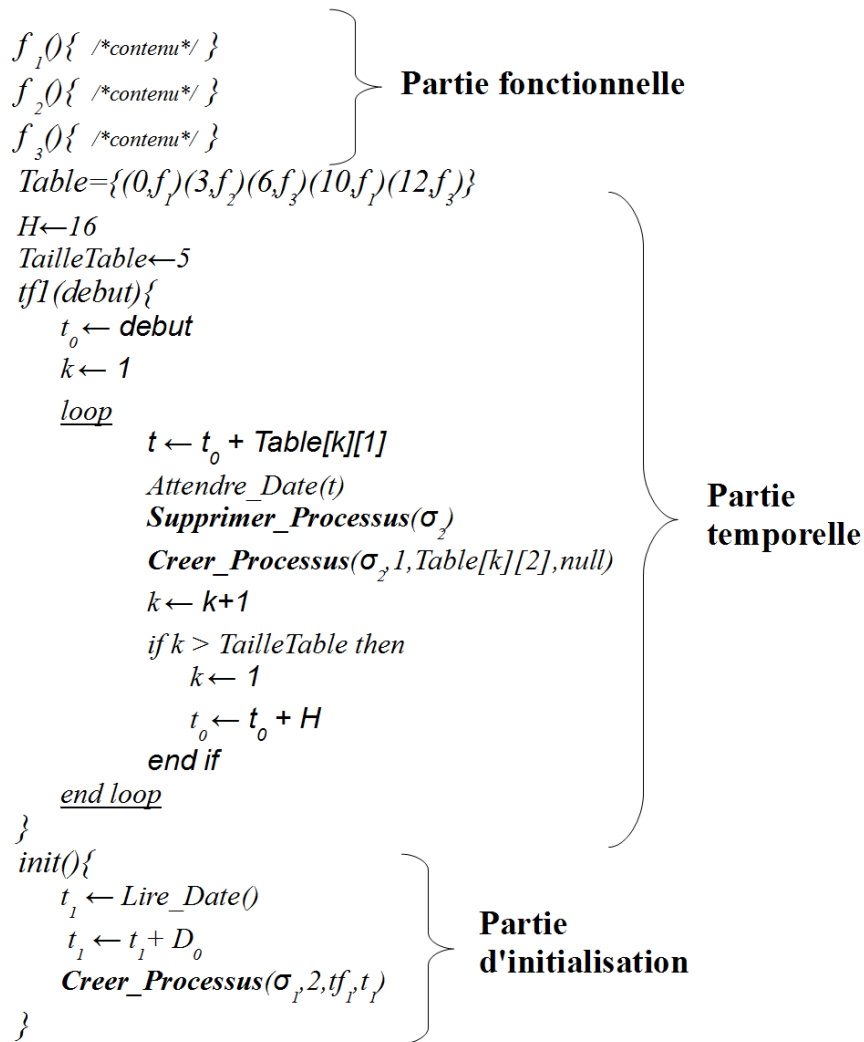 f₁(){ /*contenu*/ }
f₂(){ /*contenu*/ }
Partie fonctionnelle
f₃(){ /*contenu*/ }
Table={(0,f₁)(3,f₂)(6,f₃)(10,f₁)(12,f₃)}
H←16
TailleTable←5
tf1(debut){
t₀ ← debut
k ← 1
loop
t ← t₀ + Table[k][1]
Attendre_Date(t)
Supprimer_Processus(σ₂)
Creer_Processus(σ₂,1,Table[k][2],null)
k ← k+1
if k > TailleTable then
k ← 1
t₀ ← t₀ + H
end if
end loop
}
Partie
temporelle
init(){
t₁ ← Lire_Date()
t₁ ← t₁+ D₀
Creer_Processus(σ₁,2,tf₁,t₁)
}
Partie
d'initialisation